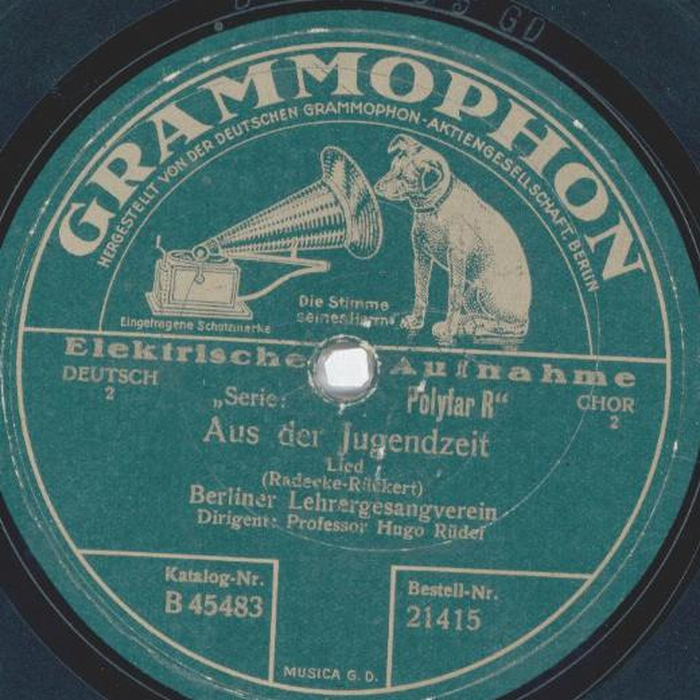 GRAMMOPHON
HERGESTELLT VON DER DEUTSCHEN GRAMMOPHON-AKTIENGESELLSCHAFT, BERLIN
Die Stimme
seines Herrn
Eingetragene Schutzmarke
Elektrische Aufnahme
DEUTSCH
2
„Serie: Polyfar R“
CHOR
2
Aus der Jugendzeit
Lied
(Radecke-Rückert)
Berliner Lehrergesangverein
Dirigent: Professor Hugo Rüdel
Katalog-Nr.
B 45483
Bestell-Nr.
21415
MUSICA G. D.